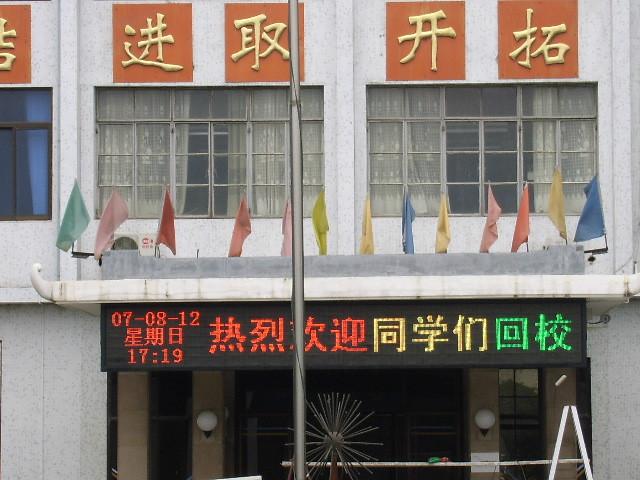 进取 开拓
07-08-12
星期日
17:19
热烈欢迎同学们回校